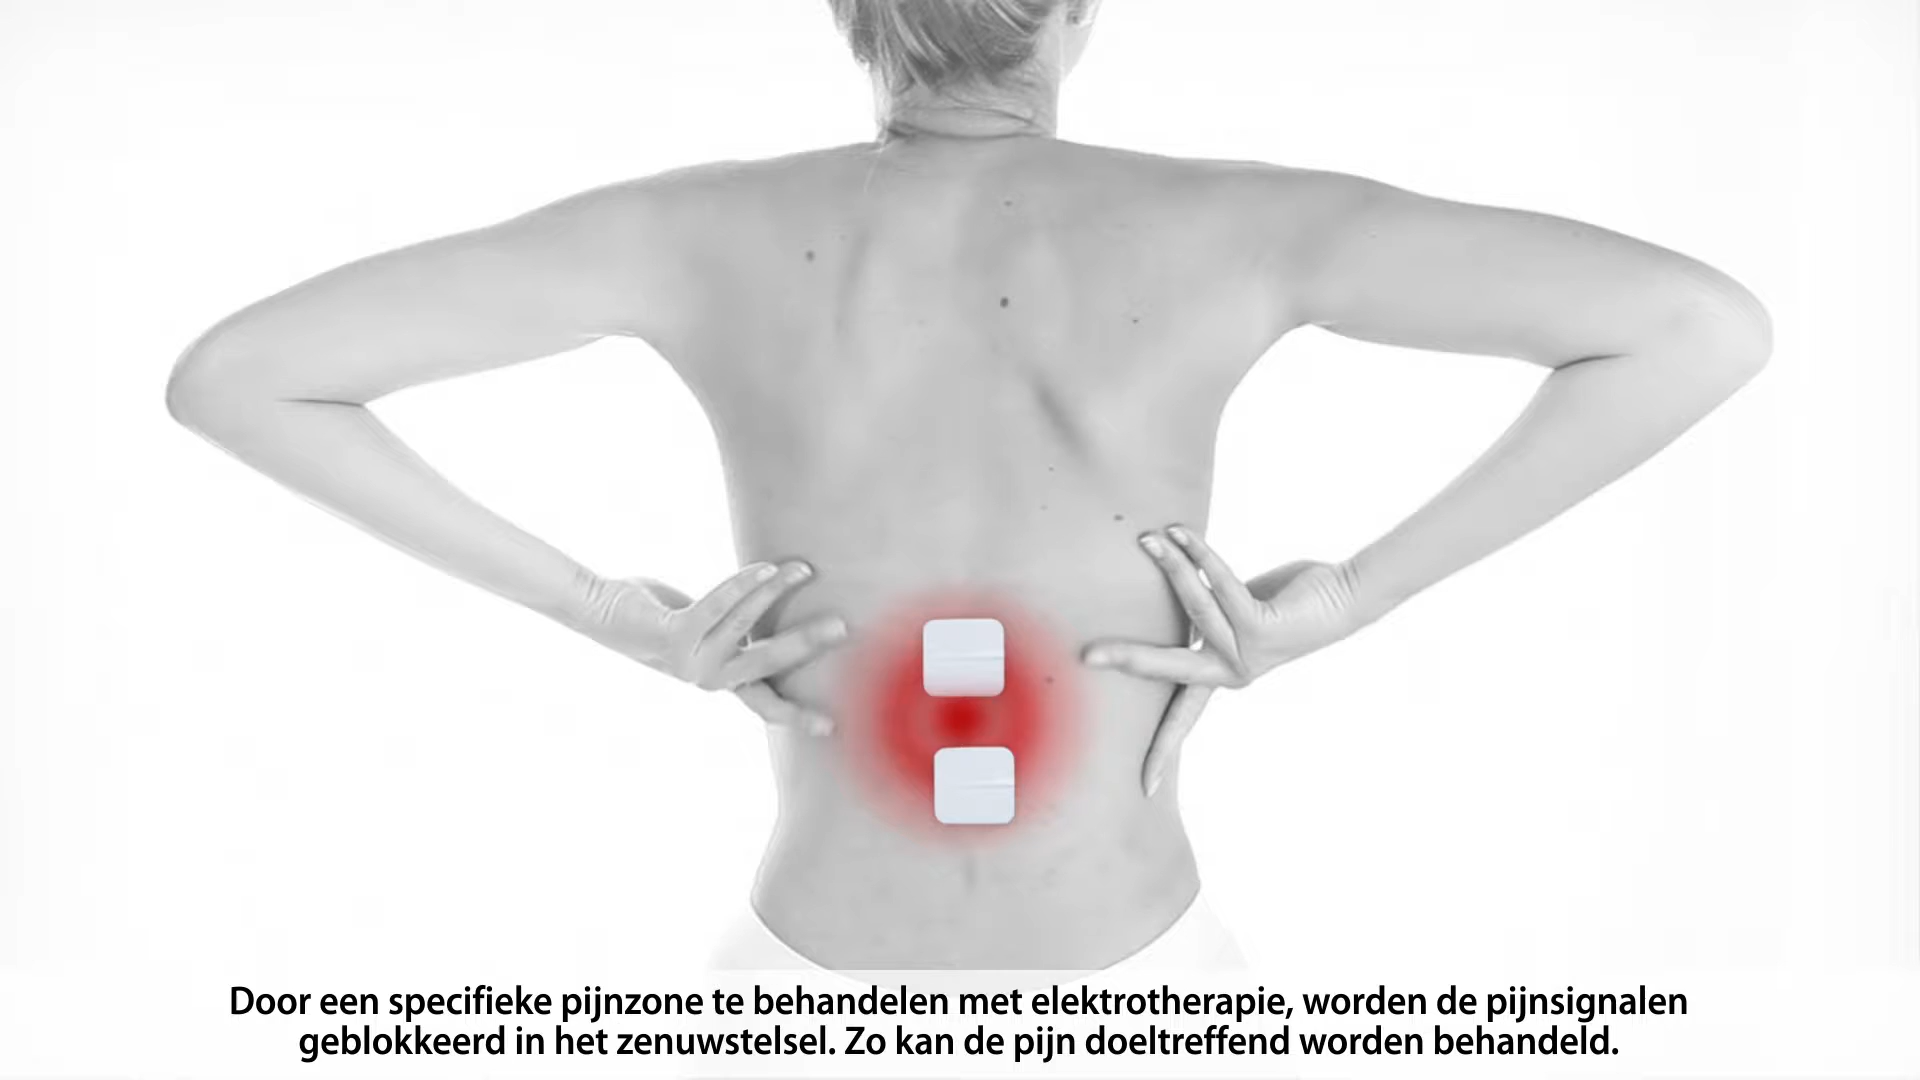 Door een specifieke pijnzone te behandelen met elektrotherapie, worden de pijnsignalen
geblokkeerd in het zenuwstelsel. Zo kan de pijn doeltreffend worden behandeld.